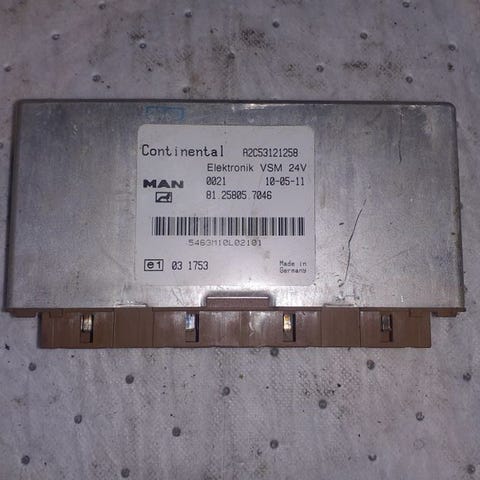 Continental A2C53121258
Elektronik VSM 24V
MAN 0021 10-05-11
81.25805.7046
5463M10L02101
e1 03 1753
Made in
Germany